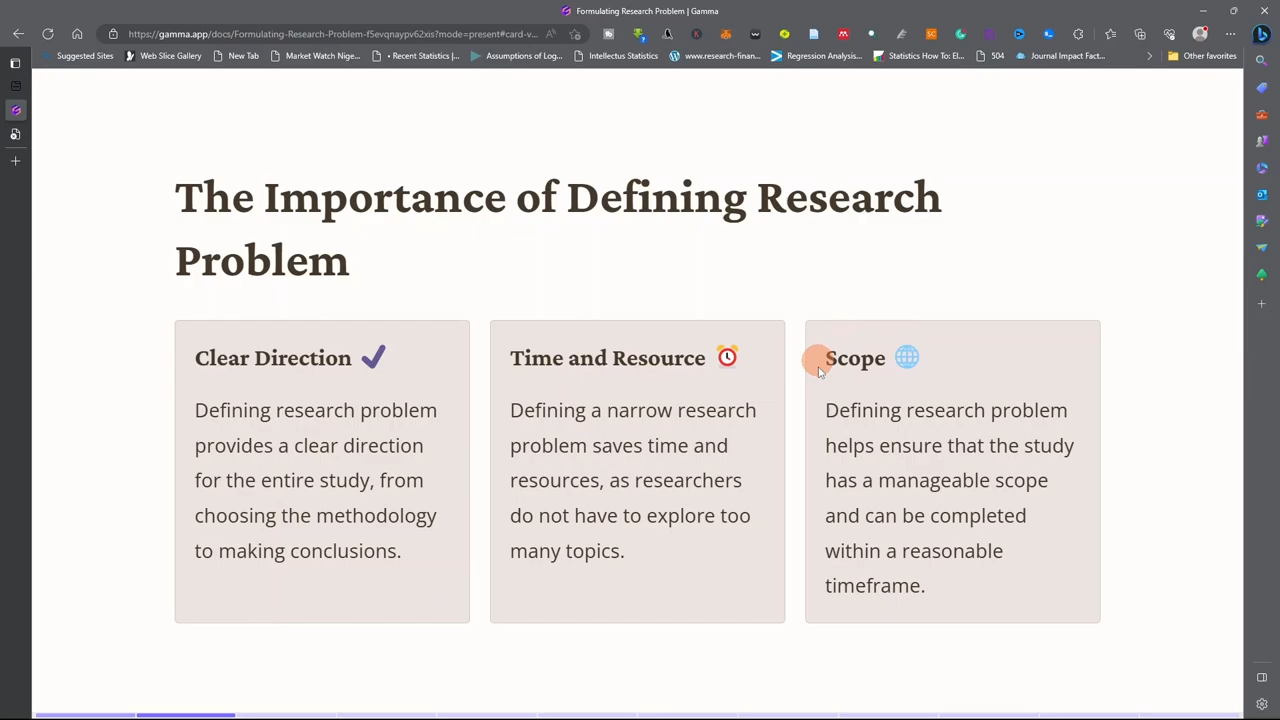 Formulating Research Problem | Gamma
https://gamma.app/docs/Formulating-Research-Problem-f5evqnaypv62xis?mode=present#card-v...
Suggested Sites
Web Slice Gallery
New Tab
Market Watch Nige...
• Recent Statistics |...
Assumptions of Log...
Intellectus Statistics
www.research-finan...
Regression Analysis...
Statistics How To: El...
504
Journal Impact Fact...
Other favorites
The Importance of Defining Research
Problem
Clear Direction
Defining research problem
provides a clear direction
for the entire study, from
choosing the methodology
to making conclusions.
Time and Resource
Defining a narrow research
problem saves time and
resources, as researchers
do not have to explore too
many topics.
Scope
Defining research problem
helps ensure that the study
has a manageable scope
and can be completed
within a reasonable
timeframe.